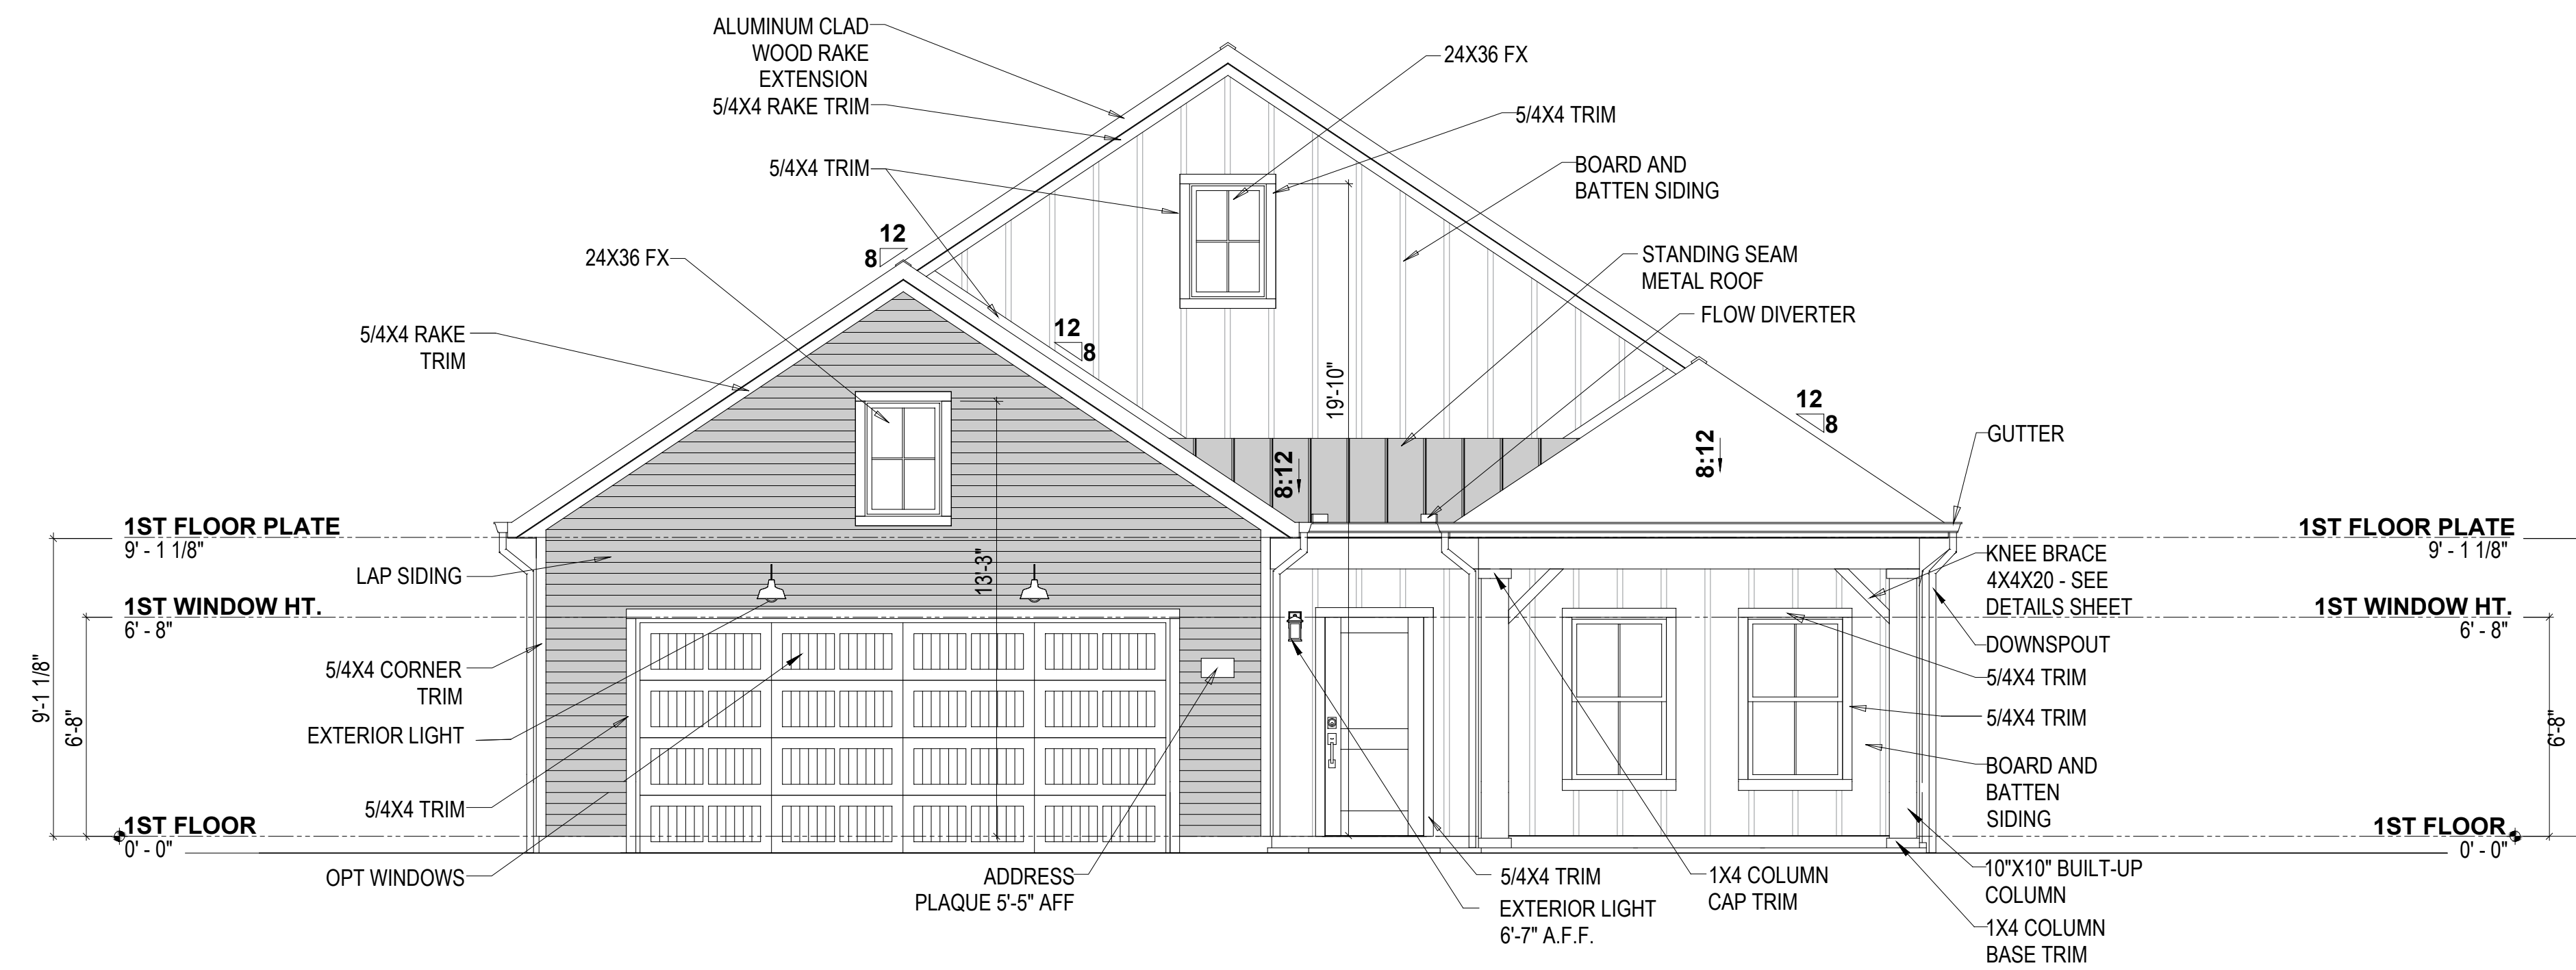 ALUMINUM CLAD
WOOD RAKE
EXTENSION
5/4X4 RAKE TRIM
5/4X4 TRIM
24X36 FX
5/4X4 TRIM
BOARD AND
BATTEN SIDING
STANDING SEAM
METAL ROOF
FLOW DIVERTER
12
8
24X36 FX
12
8
5/4X4 RAKE
TRIM
19'-10"
12
8
8:12
8:12
GUTTER
1ST FLOOR PLATE
9' - 1 1/8"
LAP SIDING
1ST WINDOW HT.
6' - 8"
5/4X4 CORNER
TRIM
EXTERIOR LIGHT
5/4X4 TRIM
1ST FLOOR
0' - 0"
OPT WINDOWS
9'-1 1/8"
6'-8"
13'-3"
ADDRESS
PLAQUE 5'-5" AFF
5/4X4 TRIM
EXTERIOR LIGHT
6'-7" A.F.F.
1X4 COLUMN
CAP TRIM
1ST FLOOR PLATE
9' - 1 1/8"
KNEE BRACE
4X4X20 - SEE
DETAILS SHEET
1ST WINDOW HT.
6' - 8"
DOWNSPOUT
5/4X4 TRIM
5/4X4 TRIM
BOARD AND
BATTEN
SIDING
6'-8"
1ST FLOOR
0' - 0"
10"X10" BUILT-UP
COLUMN
1X4 COLUMN
BASE TRIM